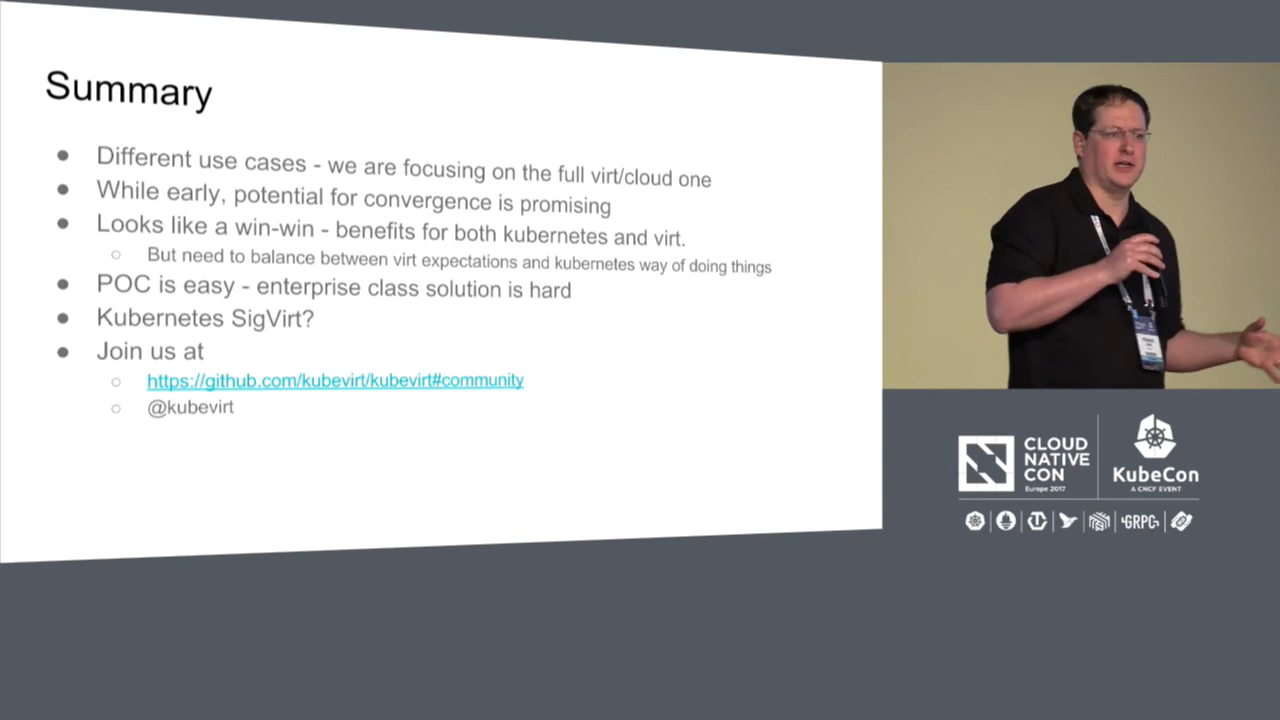 Summary
Different use cases - we are focusing on the full virt/cloud one
While early, potential for convergence is promising
Looks like a win-win - benefits for both kubernetes and virt.
But need to balance between virt expectations and kubernetes way of doing things
POC is easy - enterprise class solution is hard
Kubernetes SigVirt?
Join us at
https://github.com/kubevirt/kubevirt#community
@kubevirt
CLOUD
NATIVE
CON
Europe 2017
KubeCon
A CNCF EVENT
GRPC